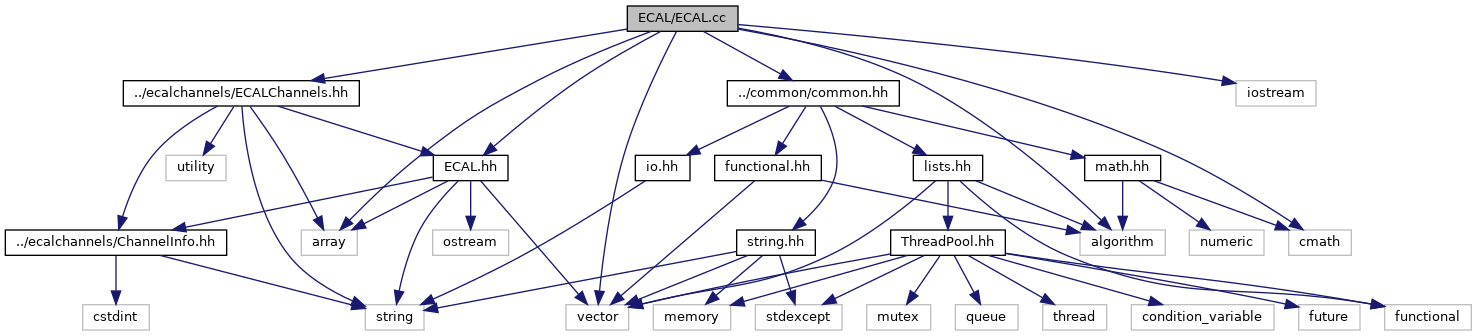 ECAL/ECAL.cc
../ecalchannels/ECALChannels.hh
../common/common.hh
iostream
utility
ECAL.hh
io.hh
functional.hh
lists.hh
math.hh
../ecalchannels/ChannelInfo.hh
array
ostream
string.hh
ThreadPool.hh
algorithm
numeric
cmath
cstdint
string
vector
memory
stdexcept
mutex
queue
thread
condition_variable
future
functional